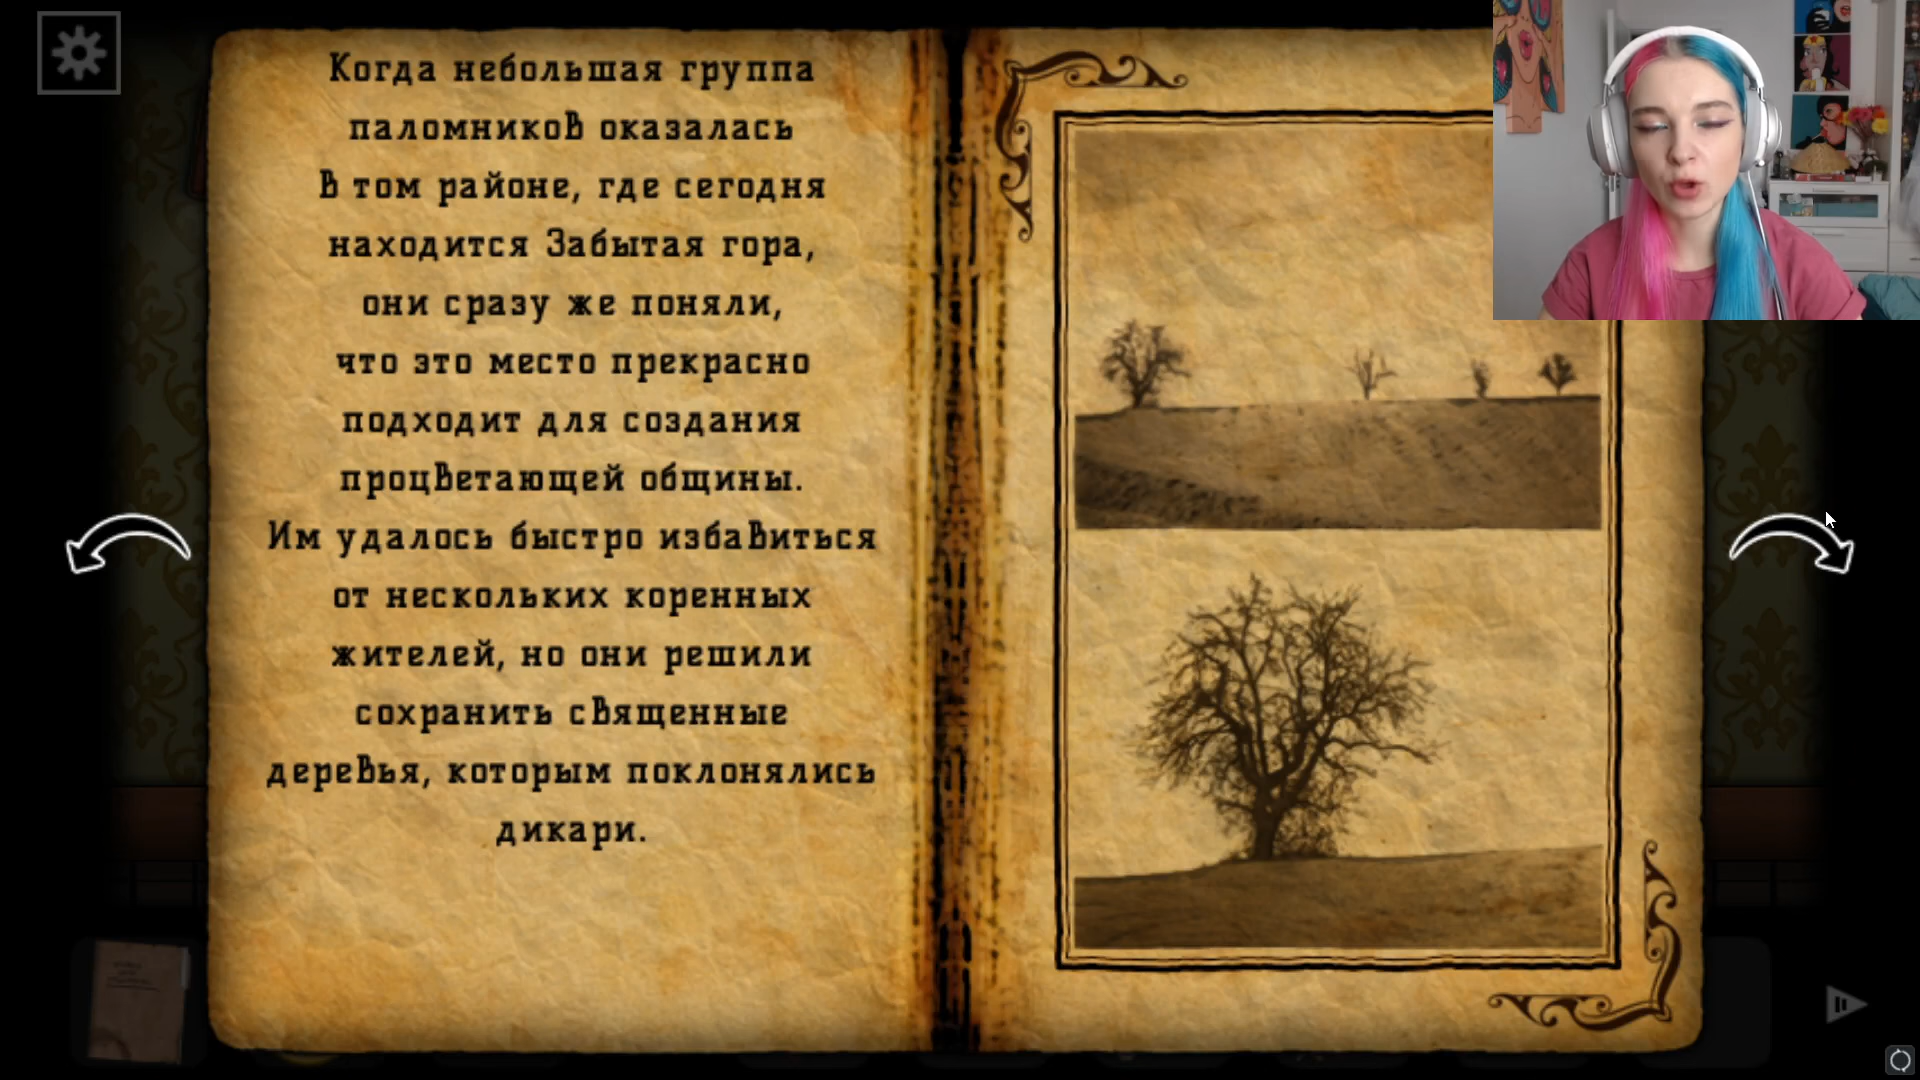 Когда небольшая группа
паломников оказалась
в том районе, где сегодня
находится Забытая гора,
они сразу же поняли,
что это место прекрасно
подходит для создания
процветающей общины.
Им удалось быстро избавиться
от нескольких коренных
жителей, но они решили
сохранить священные
деревья, которым поклонялись
дикари.